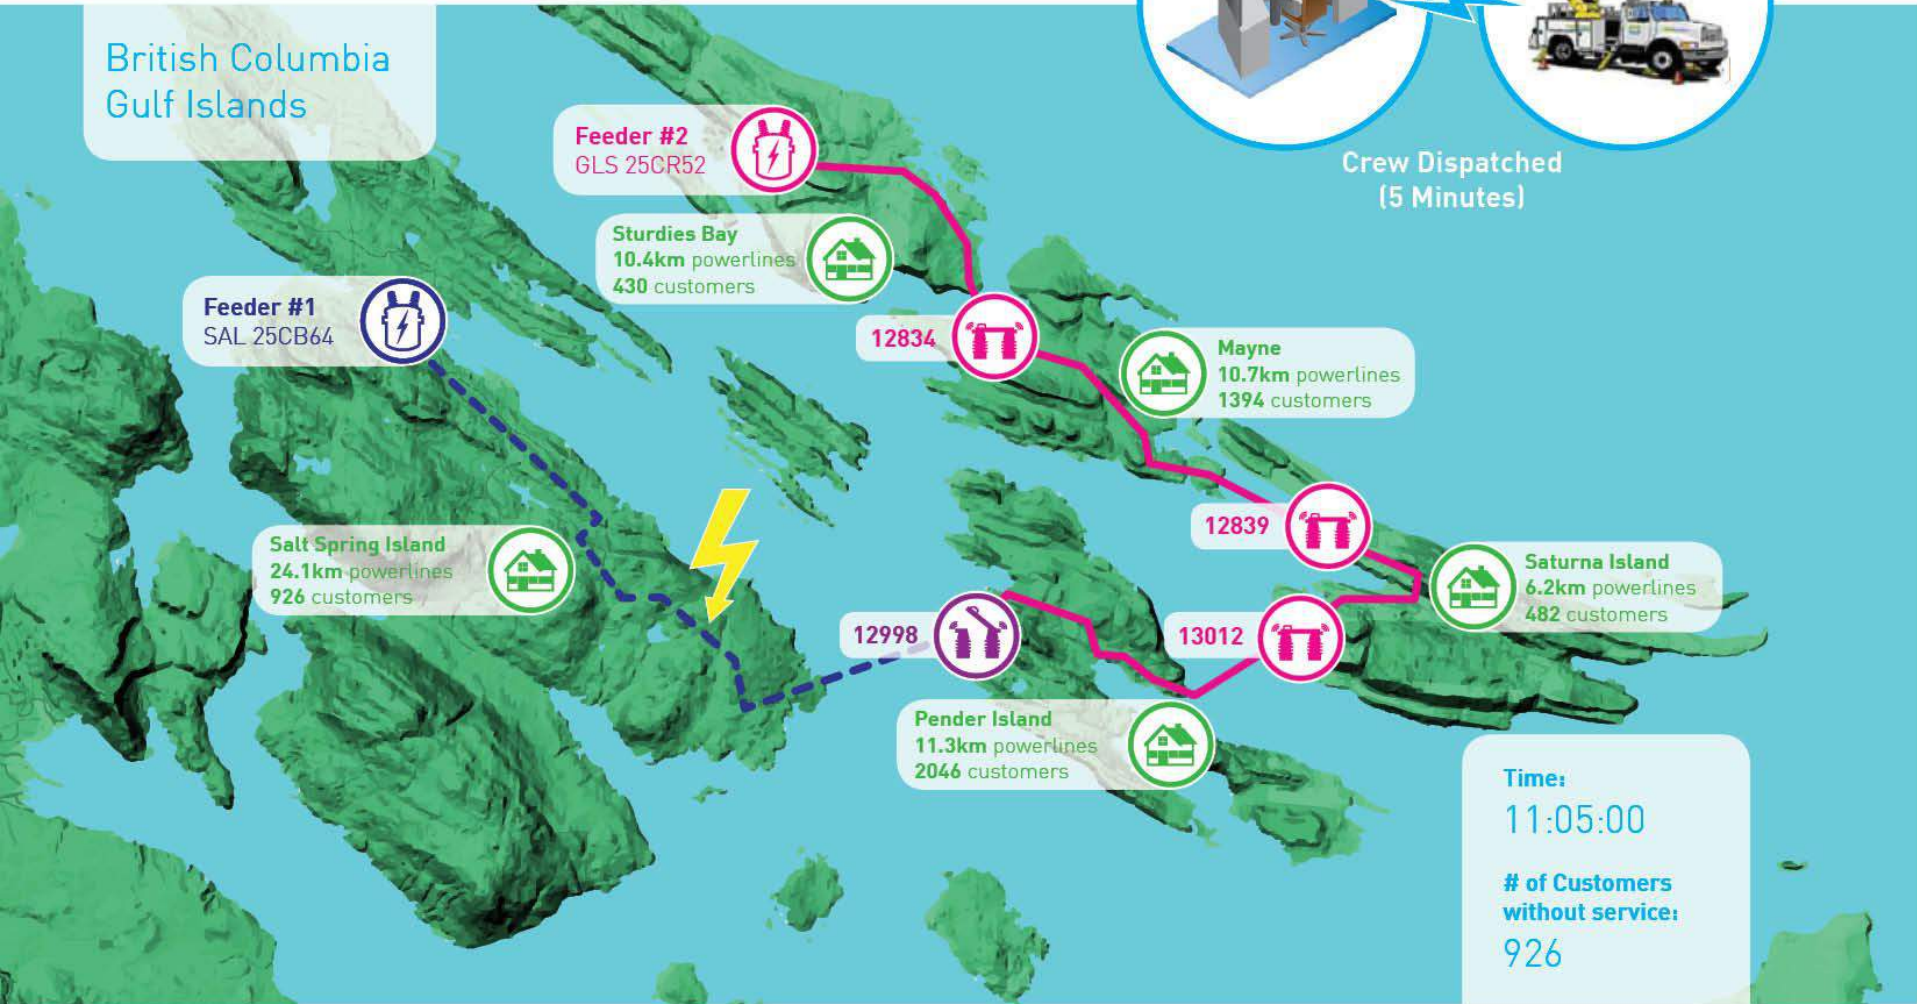 British Columbia
Gulf Islands
Crew Dispatched
(5 Minutes)
Feeder #2
GLS 25CR52
Sturdies Bay
10.4km powerlines
430 customers
Feeder #1
SAL 25CB64
12834
Mayne
10.7km powerlines
1394 customers
12839
Salt Spring Island
24.1km powerlines
926 customers
Saturna Island
6.2km powerlines
482 customers
12998
13012
Pender Island
11.3km powerlines
2046 customers
Time:
11:05:00
# of Customers
without service:
926